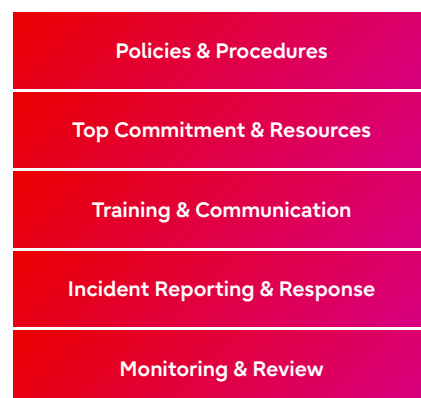 Policies & Procedures
Top Commitment & Resources
Training & Communication
Incident Reporting & Response
Monitoring & Review